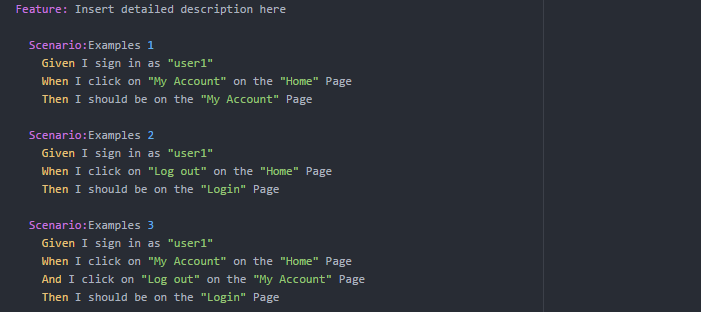 Feature: Insert detailed description here
Scenario:Examples 1
Given I sign in as "user1"
When I click on "My Account" on the "Home" Page
Then I should be on the "My Account" Page
Scenario:Examples 2
Given I sign in as "user1"
When I click on "Log out" on the "Home" Page
Then I should be on the "Login" Page
Scenario:Examples 3
Given I sign in as "user1"
When I click on "My Account" on the "Home" Page
And I click on "Log out" on the "My Account" Page
Then I should be on the "Login" Page